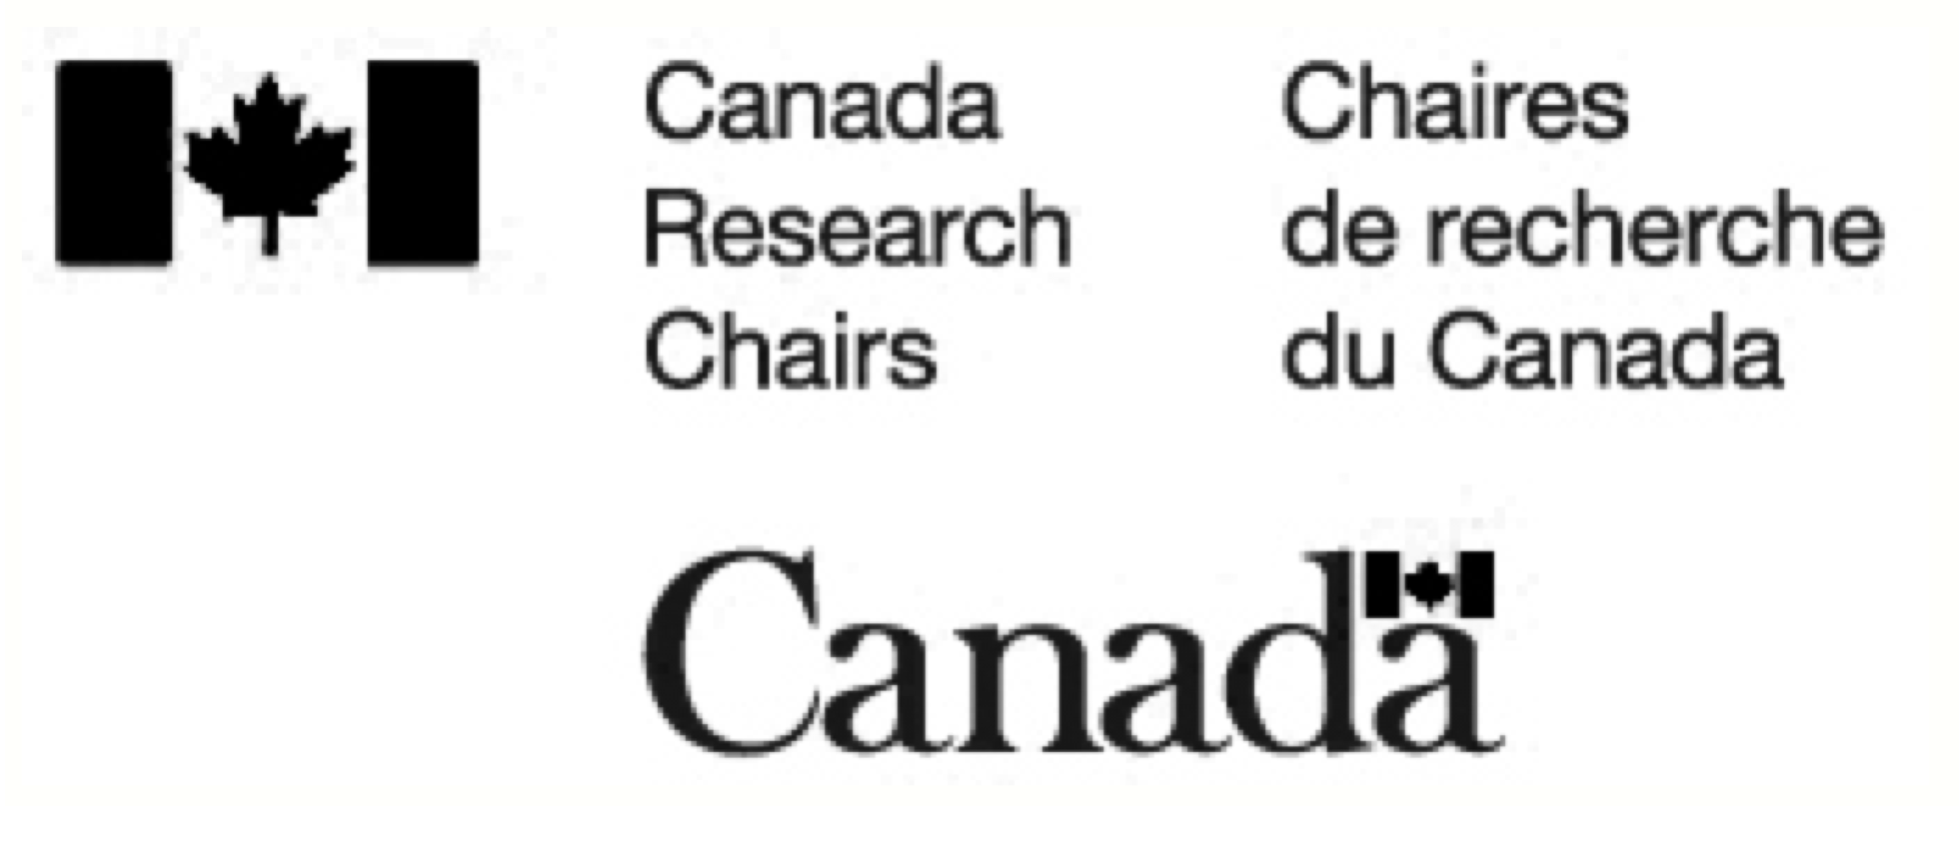 Canada
Research
Chairs
Chaires
de recherche
du Canada
Canada